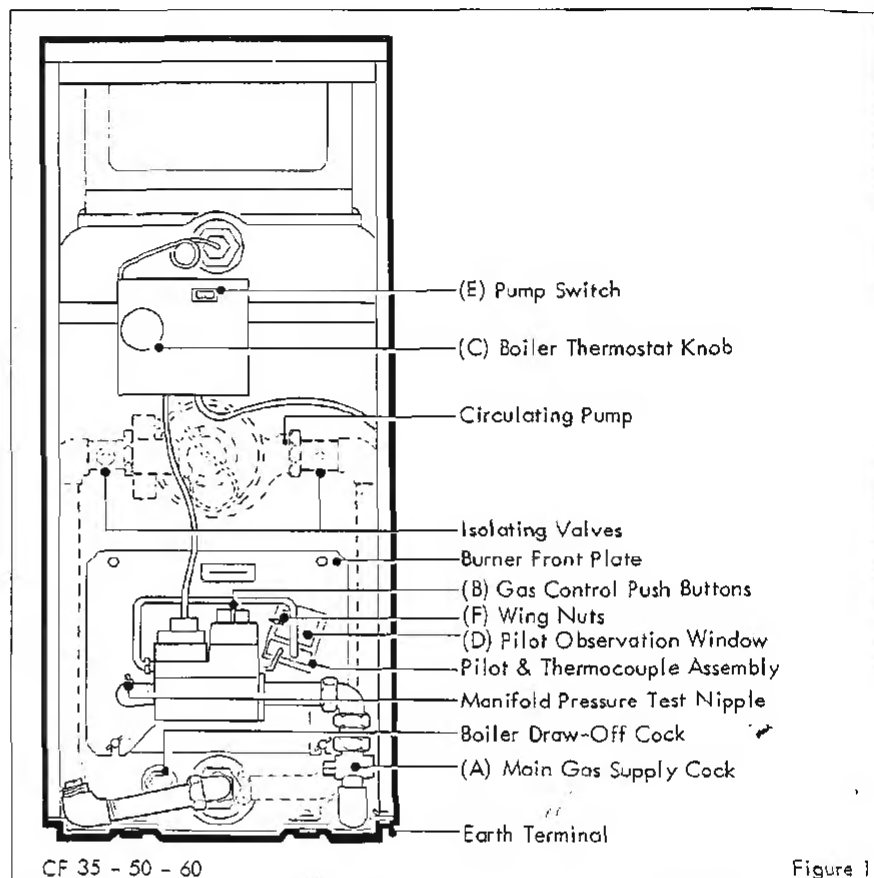 (E) Pump Switch
(C) Boiler Thermostat Knob
Circulating Pump
Isolating Valves
Burner Front Plate
(B) Gas Control Push Buttons
(F) Wing Nuts
(D) Pilot Observation Window
Pilot & Thermocouple Assembly
Manifold Pressure Test Nipple
Boiler Draw-Off Cock
(A) Main Gas Supply Cock
Earth Terminal
CF 35 - 50 - 60
Figure 1